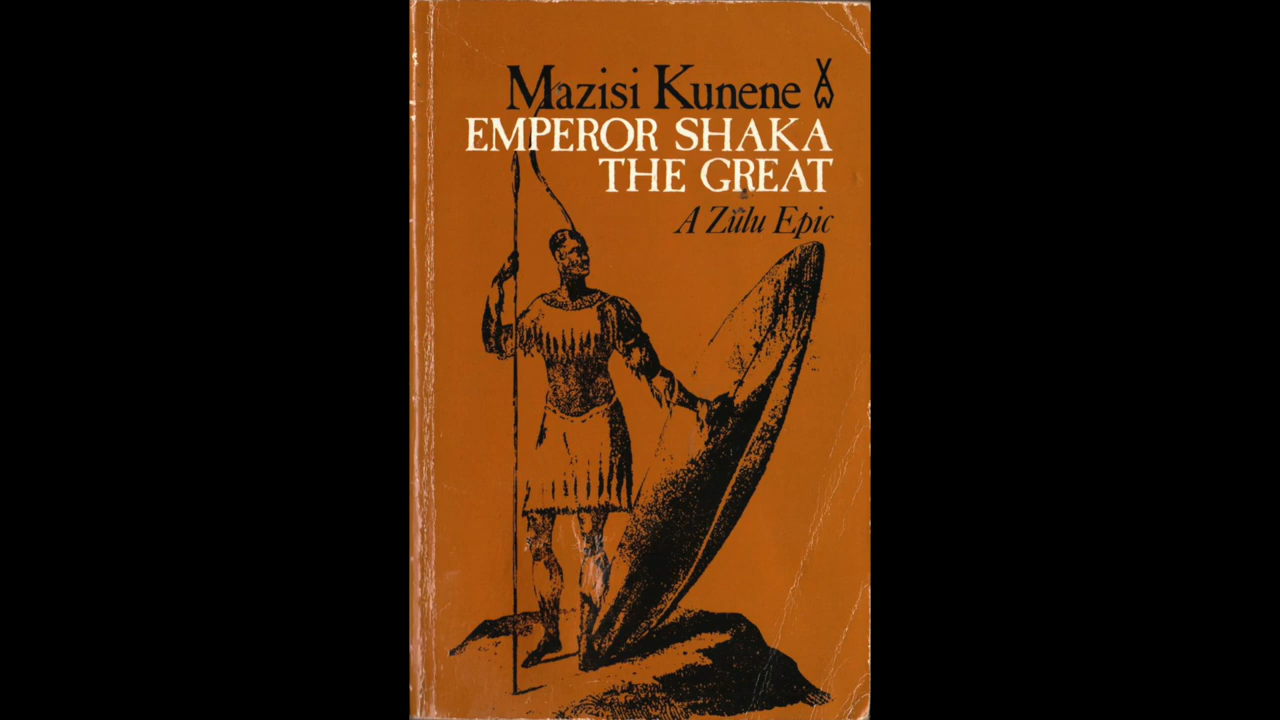 Mazisi Kunene
EMPEROR SHAKA
THE GREAT
A Zulu Epic